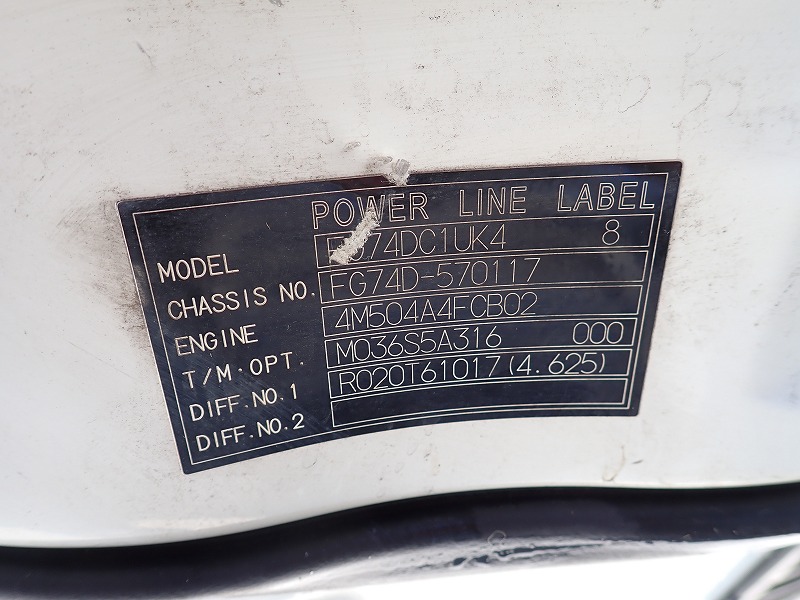 POWER LINE LABEL
MODEL FG74DC1UK4 8
CHASSIS NO. FG74D-570117
ENGINE 4M504A4FCB02
T/M·OPT. M036S5A316 000
DIFF.NO.1 R020T61017(4.625)
DIFF.NO.2